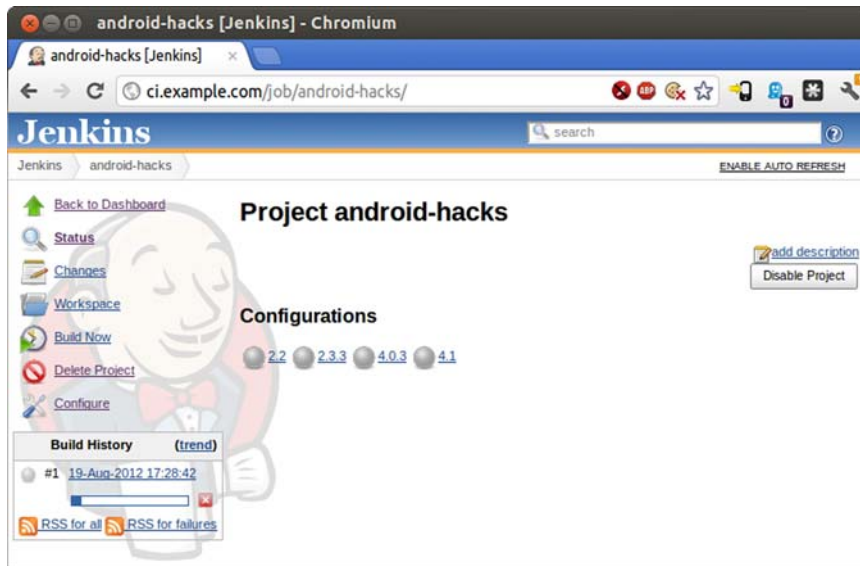 android-hacks [Jenkins] - Chromium
android-hacks [Jenkins]
ci.example.com/job/android-hacks/
ABP
0
Jenkins
search
?
Jenkins
android-hacks
ENABLE AUTO REFRESH
Back to Dashboard
Status
Changes
Workspace
Build Now
Delete Project
Configure
Project android-hacks
add description
Disable Project
Configurations
2.2 2.3.3 4.0.3 4.1
Build History (trend)
#1 19-Aug-2012 17:28:42
RSS for all RSS for failures